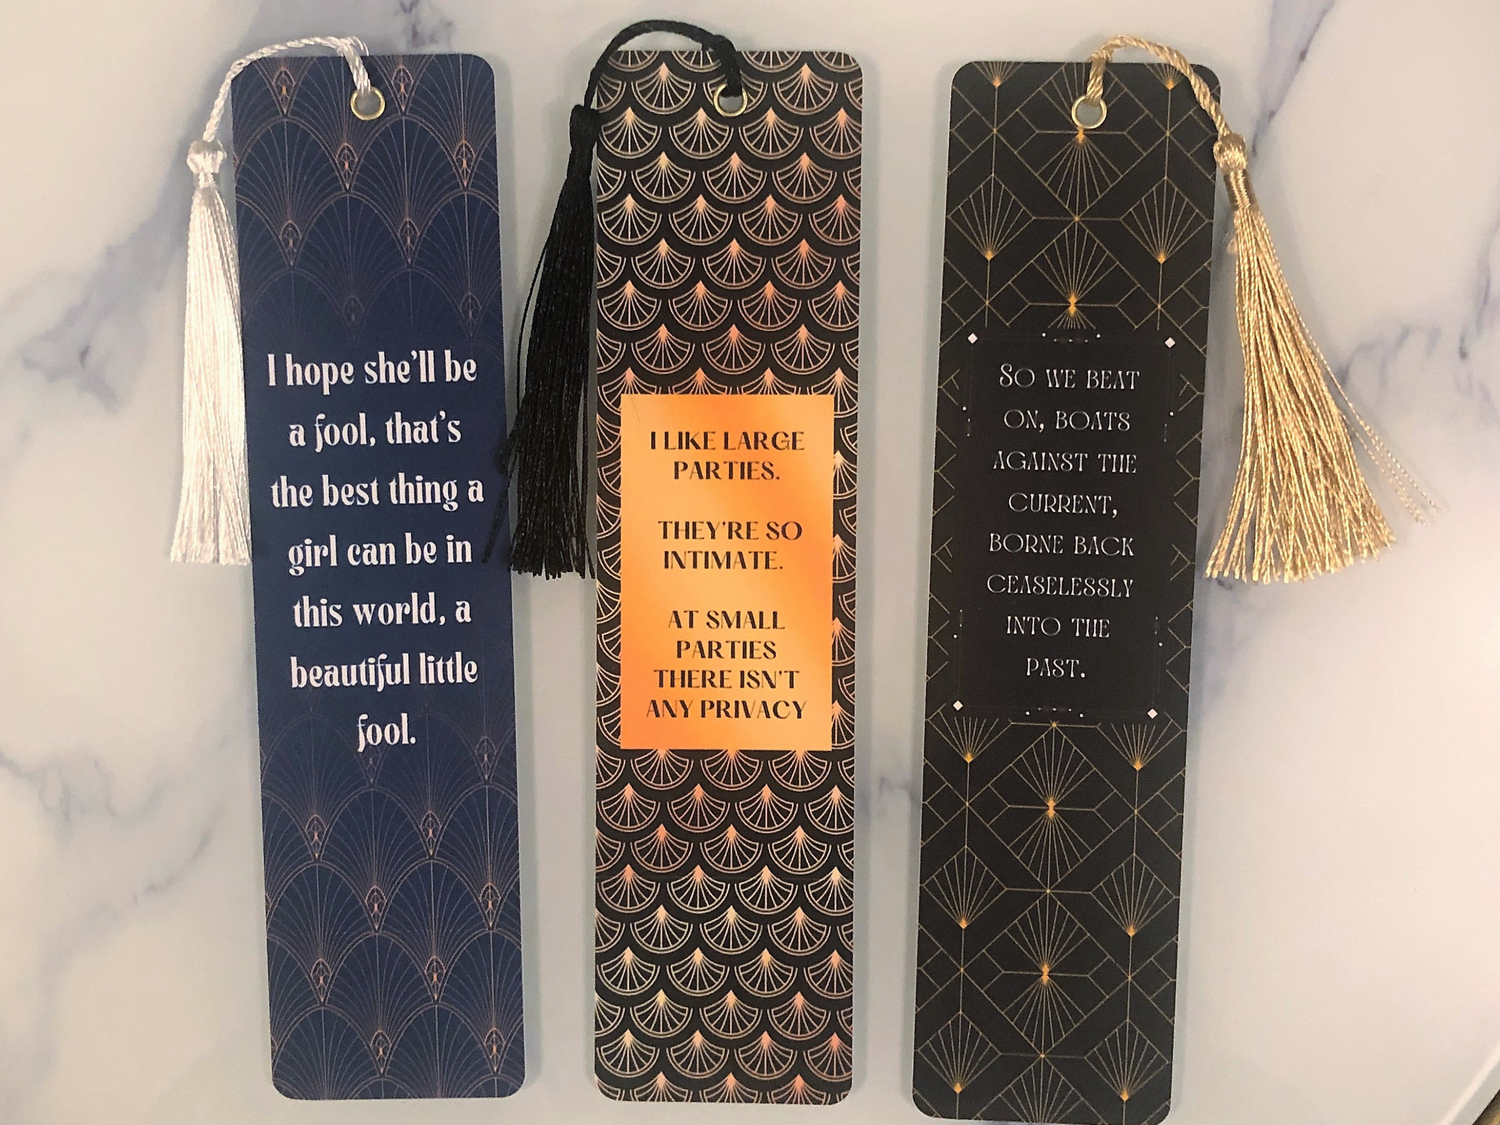 I hope she'll be
a fool, that's
the best thing a
girl can be in
this world, a
beautiful little
fool.
I LIKE LARGE
PARTIES.
THEY'RE SO
INTIMATE.
AT SMALL
PARTIES
THERE ISN'T
ANY PRIVACY
SO WE BEAT
ON, BOATS
AGAINST THE
CURRENT,
BORNE BACK
CEASELESSLY
INTO THE
PAST.